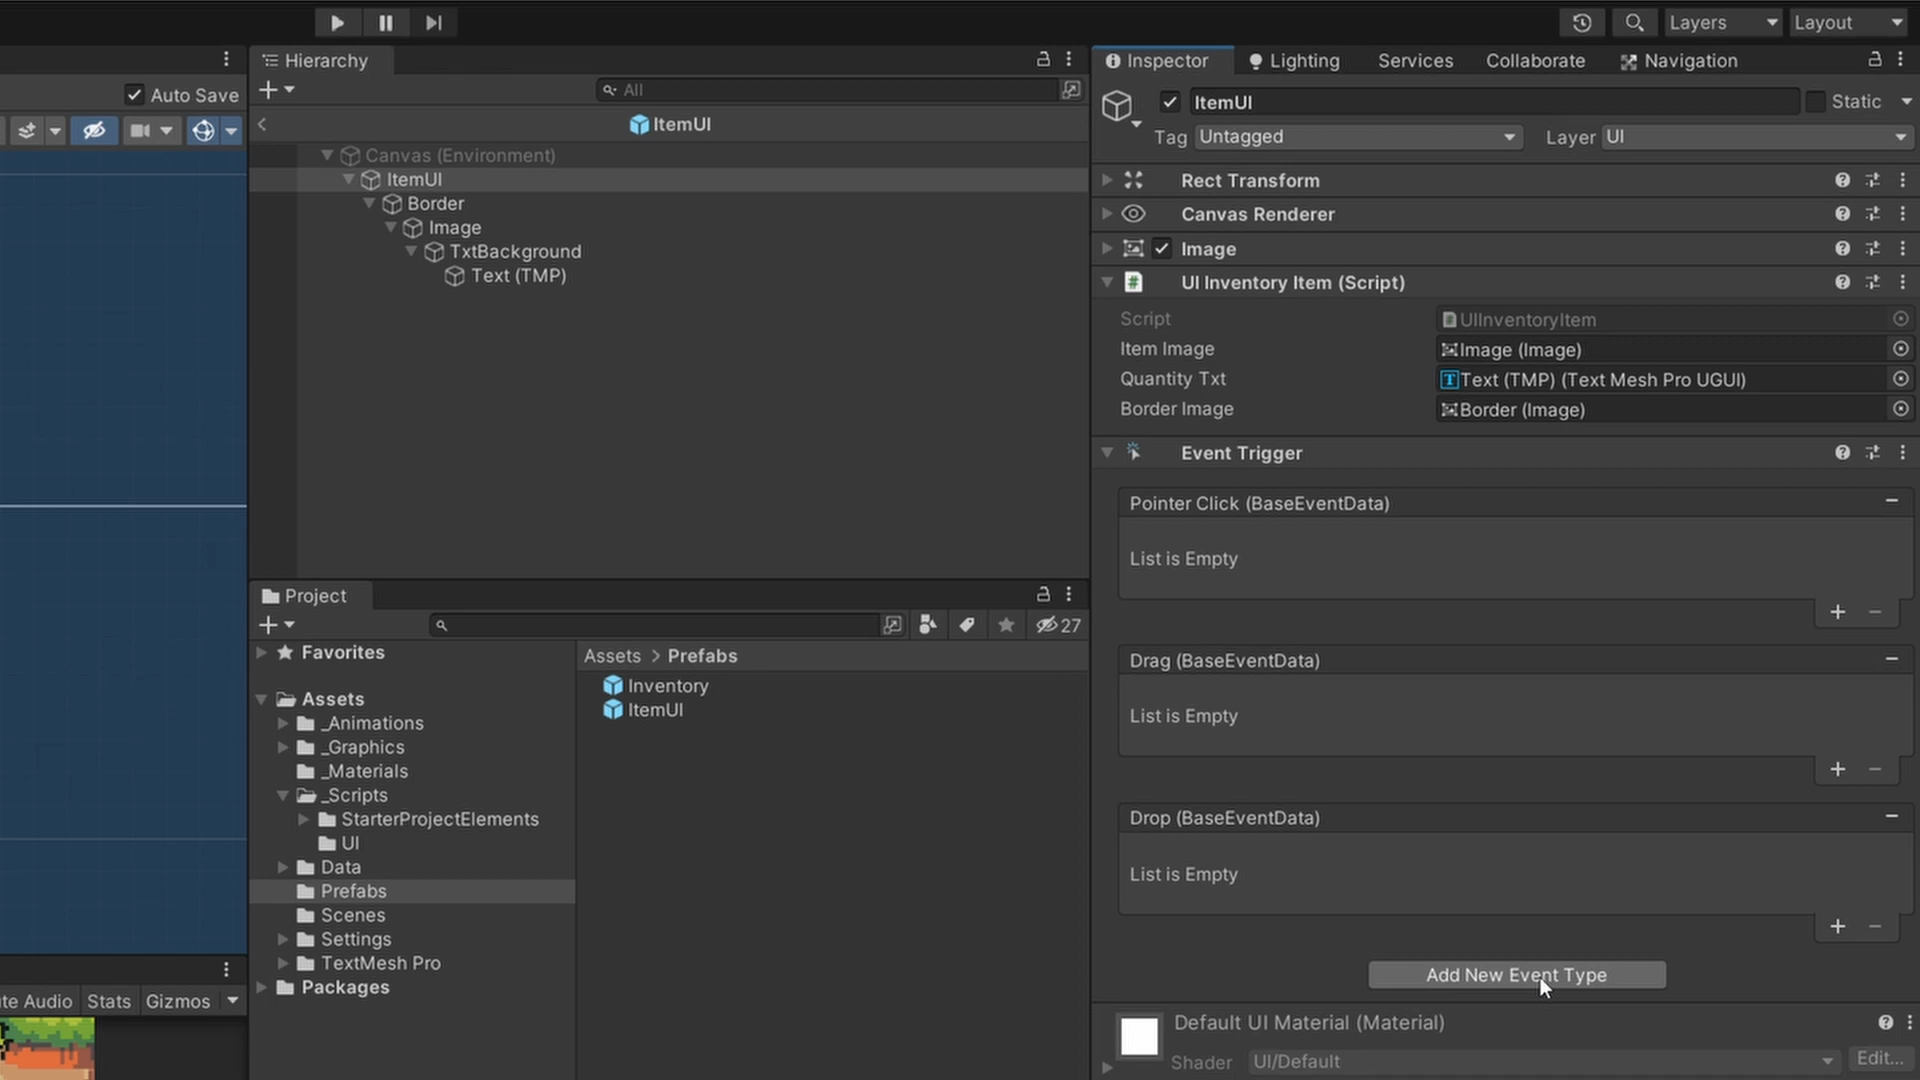 Layers
Layout
Hierarchy
Inspector
Lighting
Services
Collaborate
Navigation
Auto Save
All
ItemUI
Static
ItemUI
Tag
Untagged
Layer
UI
Canvas (Environment)
ItemUI
Border
Image
TxtBackground
Text (TMP)
Rect Transform
Canvas Renderer
Image
UI Inventory Item (Script)
Script
UIInventoryItem
Item Image
Image (Image)
Quantity Txt
Text (TMP) (Text Mesh Pro UGUI)
Border Image
Border (Image)
Event Trigger
Pointer Click (BaseEventData)
List is Empty
Drag (BaseEventData)
List is Empty
Drop (BaseEventData)
List is Empty
Add New Event Type
Default UI Material (Material)
Shader
UI/Default
Edit...
Project
27
Favorites
Assets > Prefabs
Inventory
ItemUI
Assets
_Animations
_Graphics
_Materials
_Scripts
StarterProjectElements
UI
Data
Prefabs
Scenes
Settings
TextMesh Pro
Packages
te Audio
Stats
Gizmos